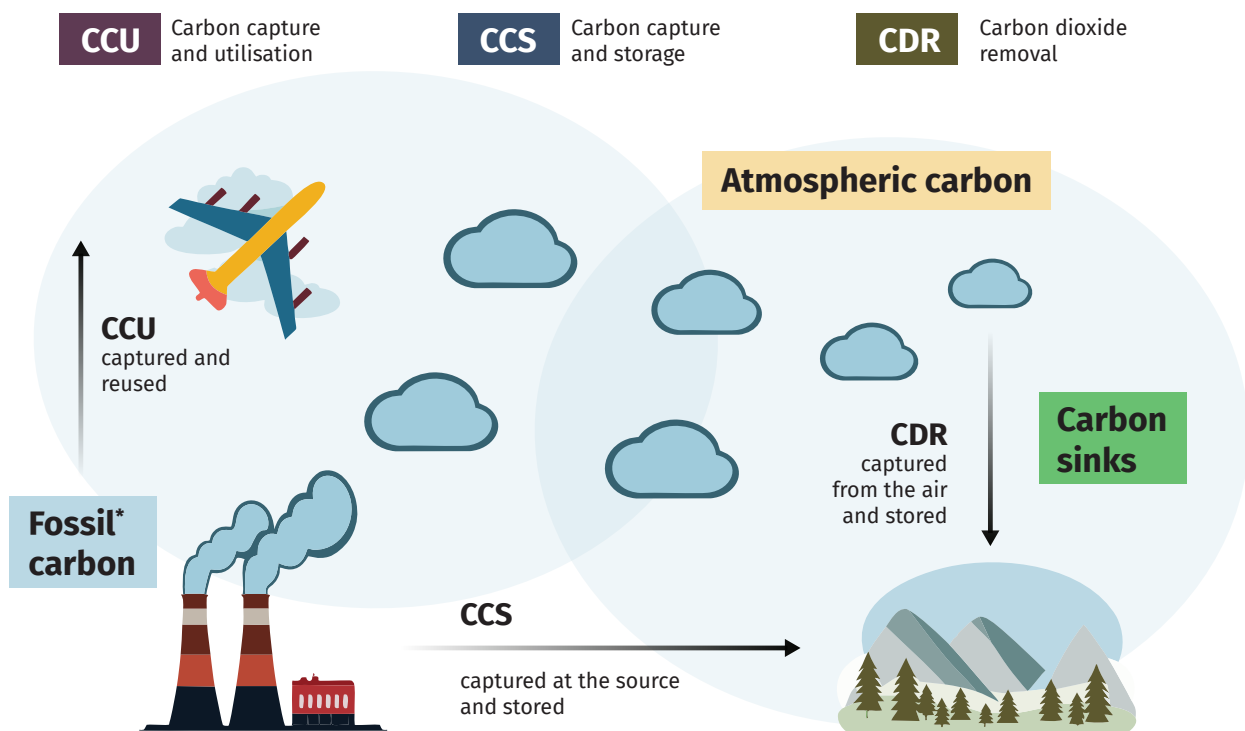 CCU
Carbon capture
and utilisation
CCS
Carbon capture
and storage
CDR
Carbon dioxide
removal
Atmospheric carbon
CCU
captured and
reused
CDR
captured
from the air
and stored
Carbon
sinks
Fossil*
carbon
CCS
captured at the source
and stored